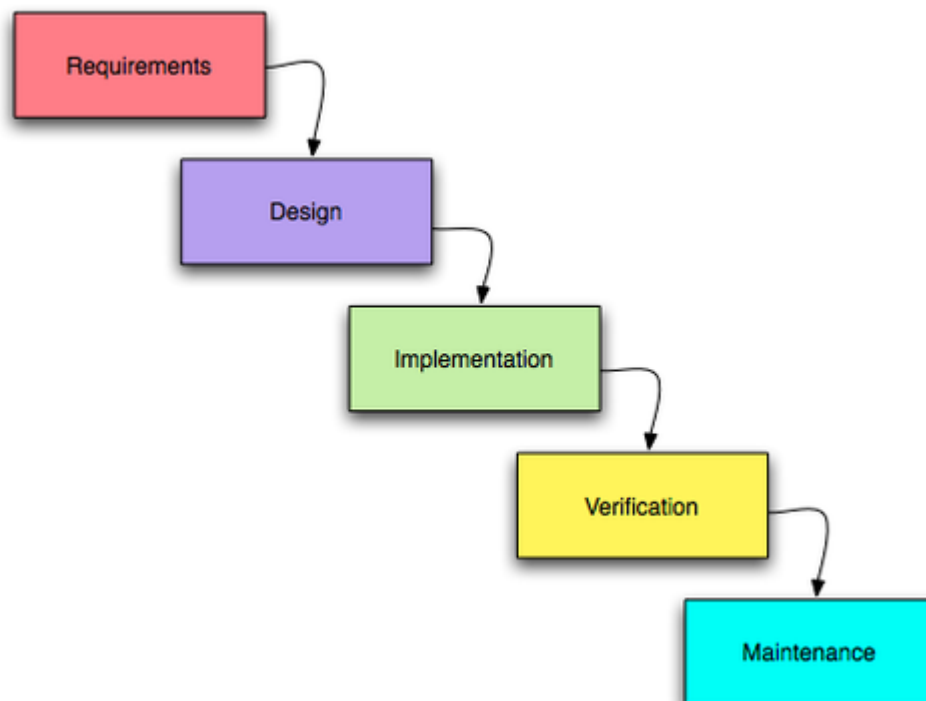 Requirements
Design
Implementation
Verification
Maintenance